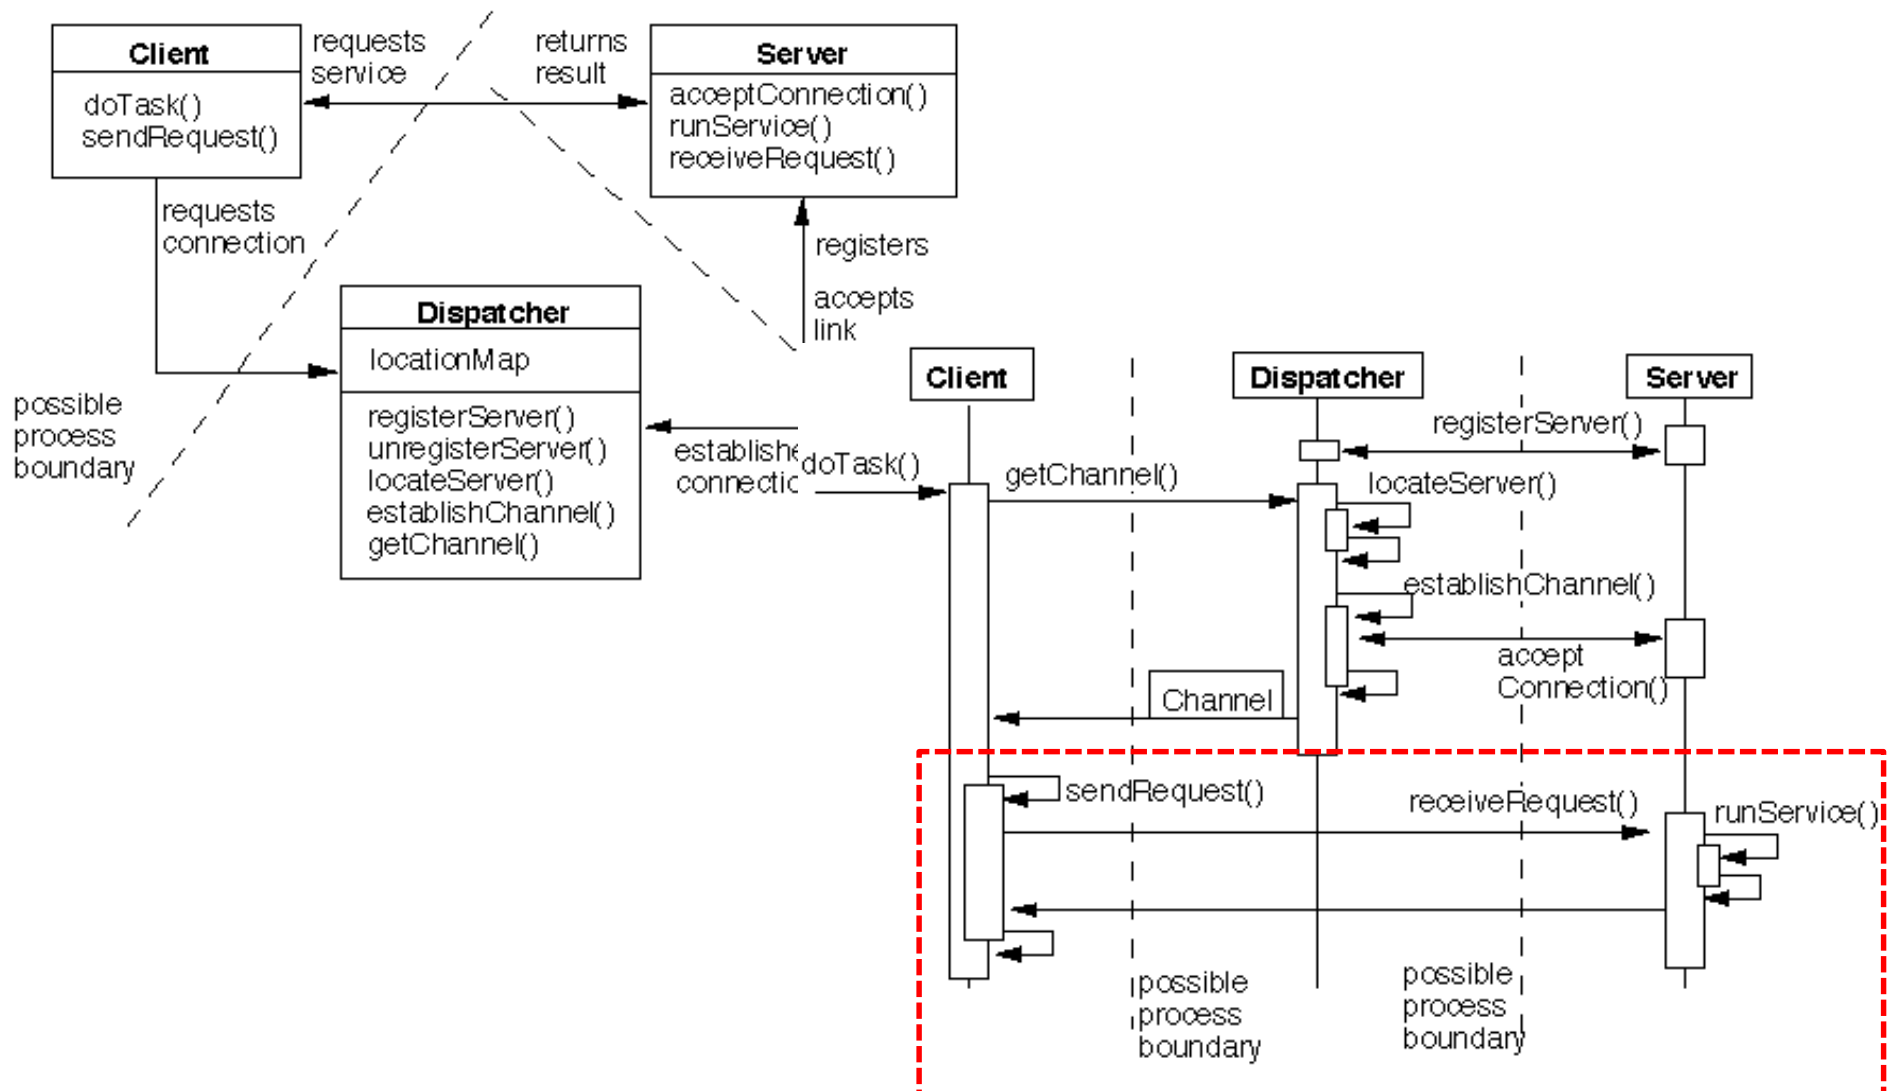 Client
doTask()
sendRequest()
requests
service
returns
result
Server
acceptConnection()
runService()
receiveRequest()
requests
connection
registers
accepts
link
Dispatcher
locationMap
registerServer()
unregisterServer()
locateServer()
establishChannel()
getChannel()
possible
process
boundary
establishe
connectic
Client
Dispatcher
Server
registerServer()
doTask()
getChannel()
locateServer()
establishChannel()
accept
Connection()
Channel
sendRequest()
receiveRequest()
runService()
possible
process
boundary
possible
process
boundary